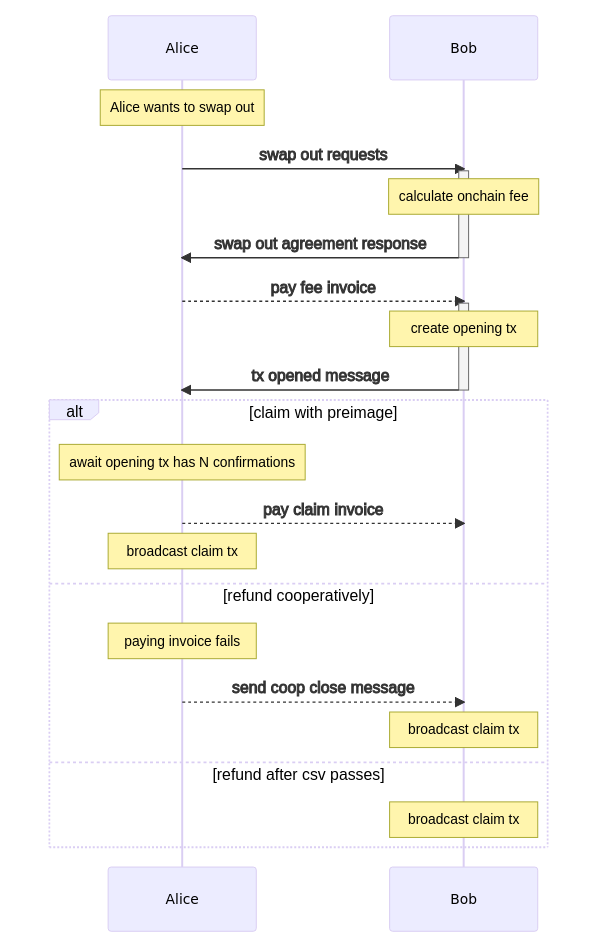 Alice
Bob
Alice wants to swap out
swap out requests
calculate onchain fee
swap out agreement response
pay fee invoice
create opening tx
tx opened message
alt
[claim with preimage]
await opening tx has N confirmations
pay claim invoice
broadcast claim tx
[refund cooperatively]
paying invoice fails
send coop close message
broadcast claim tx
[refund after csv passes]
broadcast claim tx
Alice
Bob